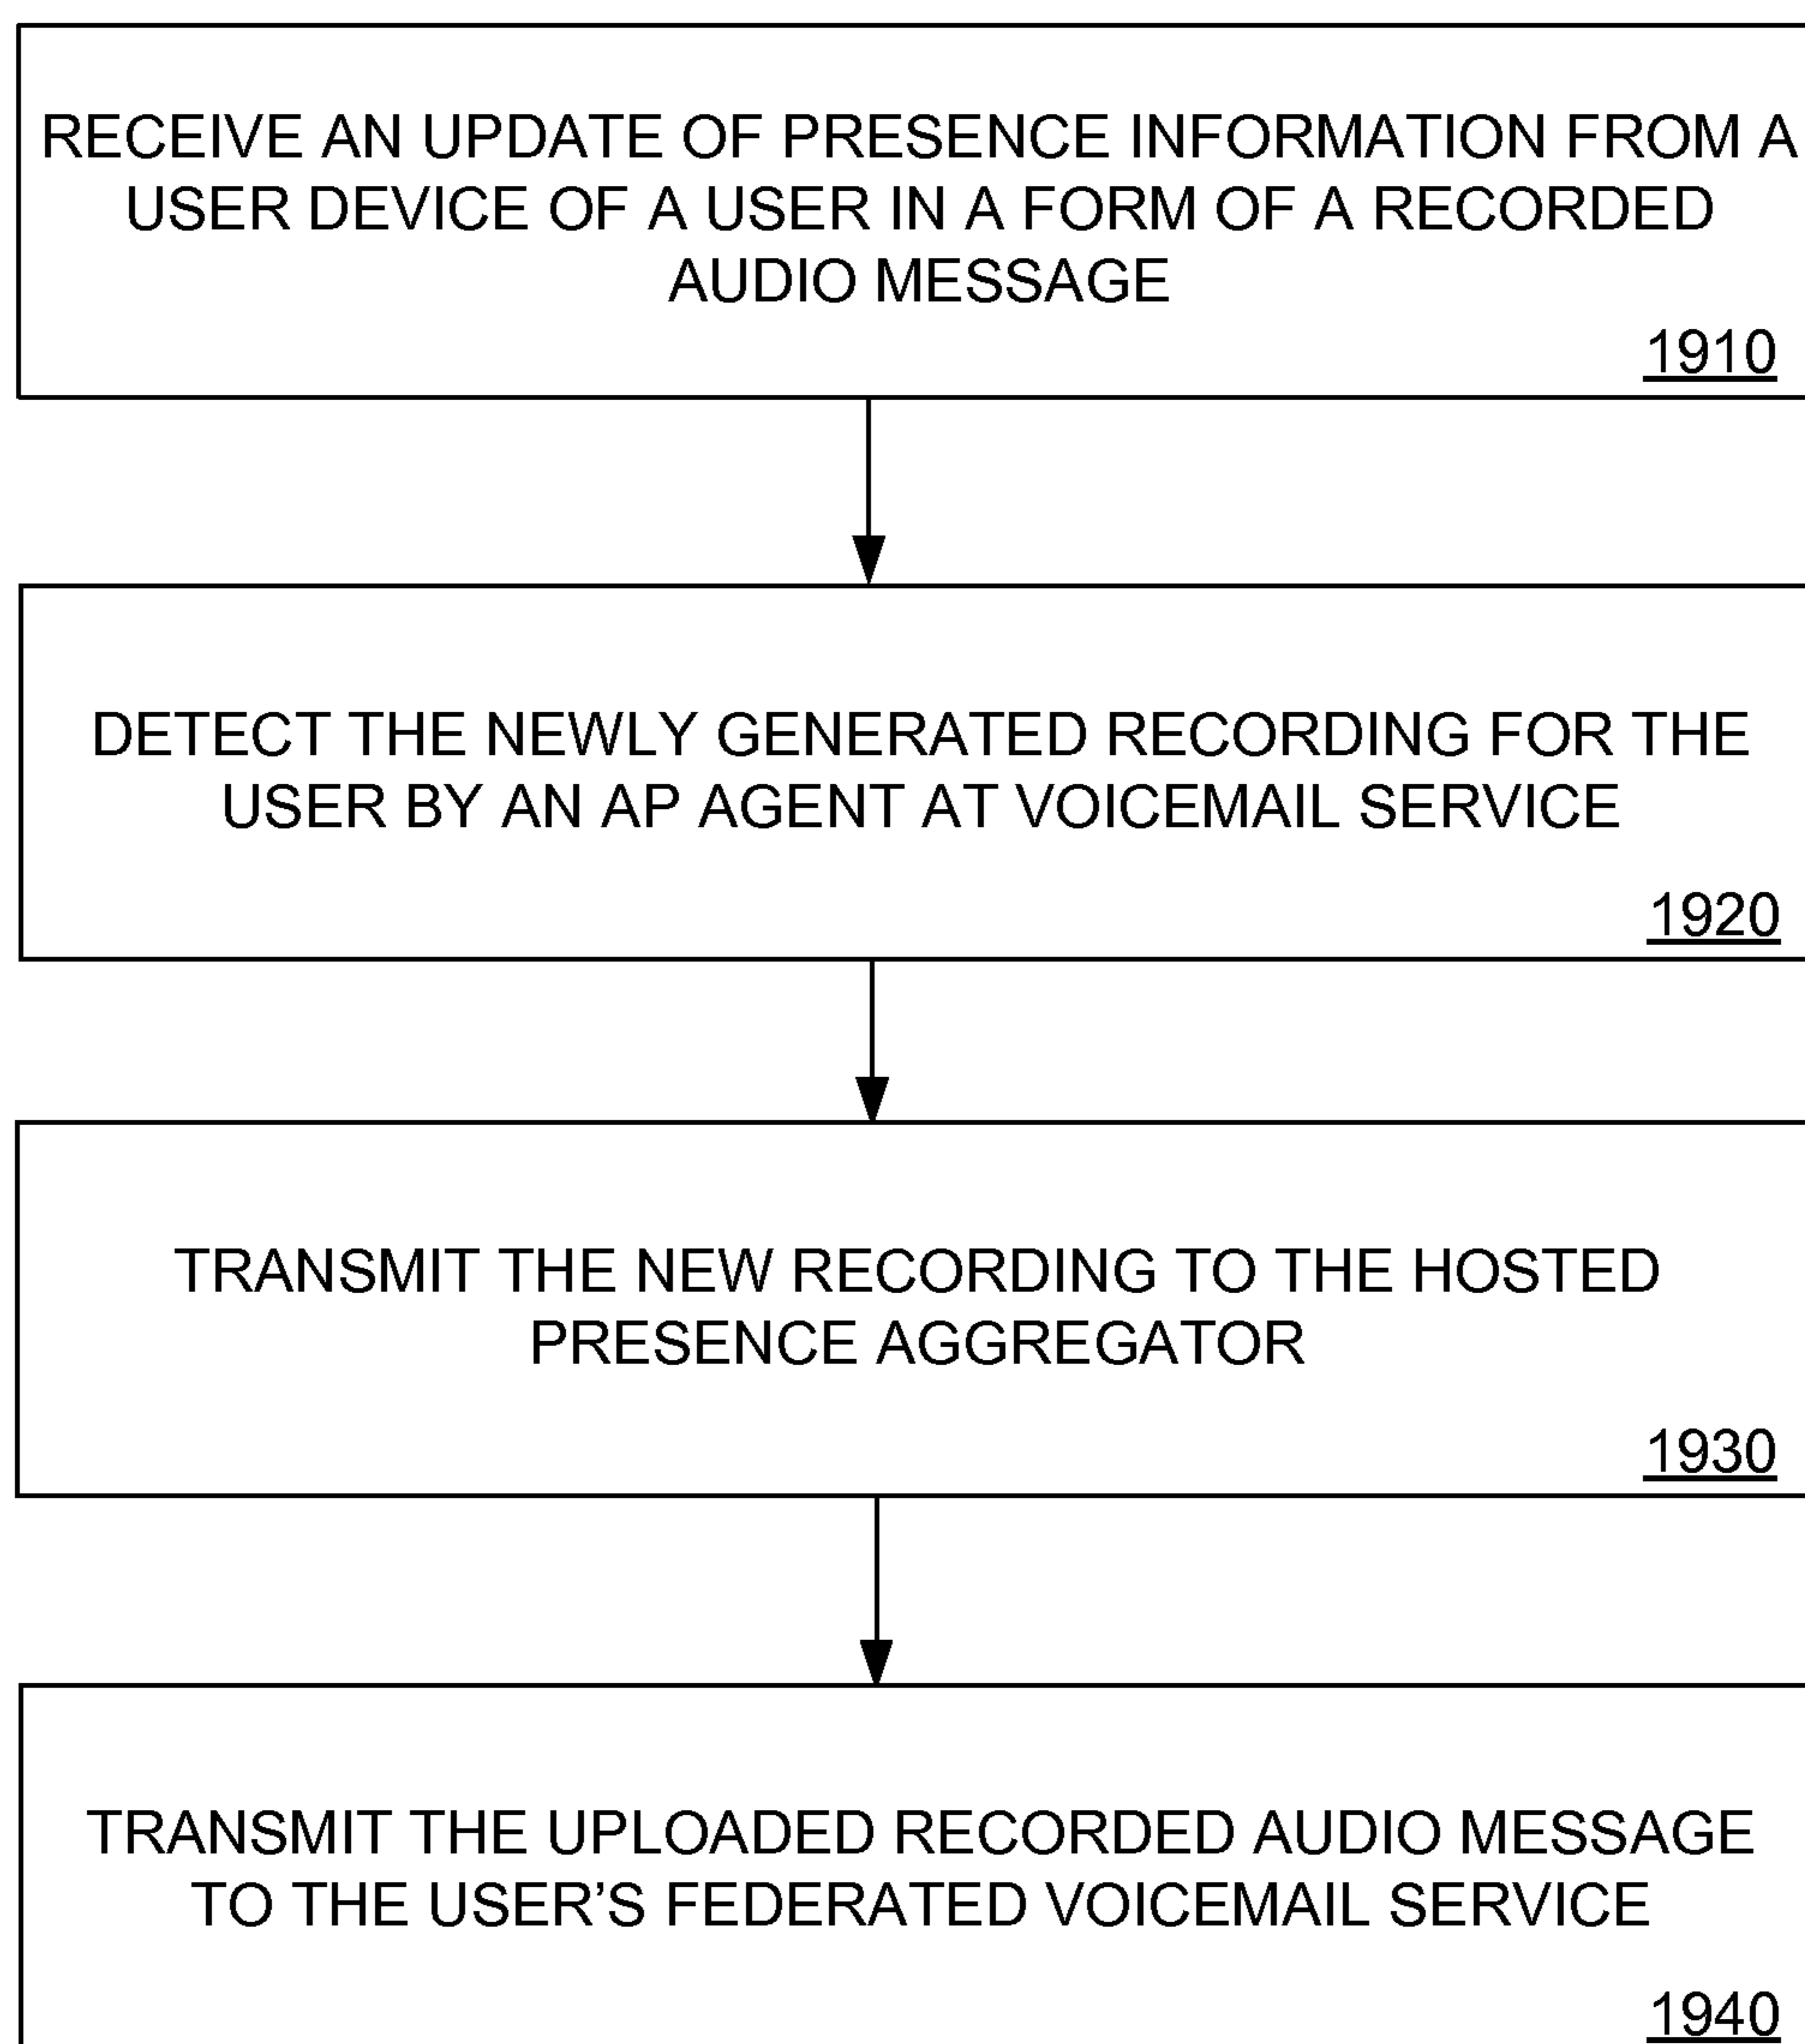 RECEIVE AN UPDATE OF PRESENCE INFORMATION FROM A
USER DEVICE OF A USER IN A FORM OF A RECORDED
AUDIO MESSAGE
1910
DETECT THE NEWLY GENERATED RECORDING FOR THE
USER BY AN AP AGENT AT VOICEMAIL SERVICE
1920
TRANSMIT THE NEW RECORDING TO THE HOSTED
PRESENCE AGGREGATOR
1930
TRANSMIT THE UPLOADED RECORDED AUDIO MESSAGE
TO THE USER'S FEDERATED VOICEMAIL SERVICE
1940